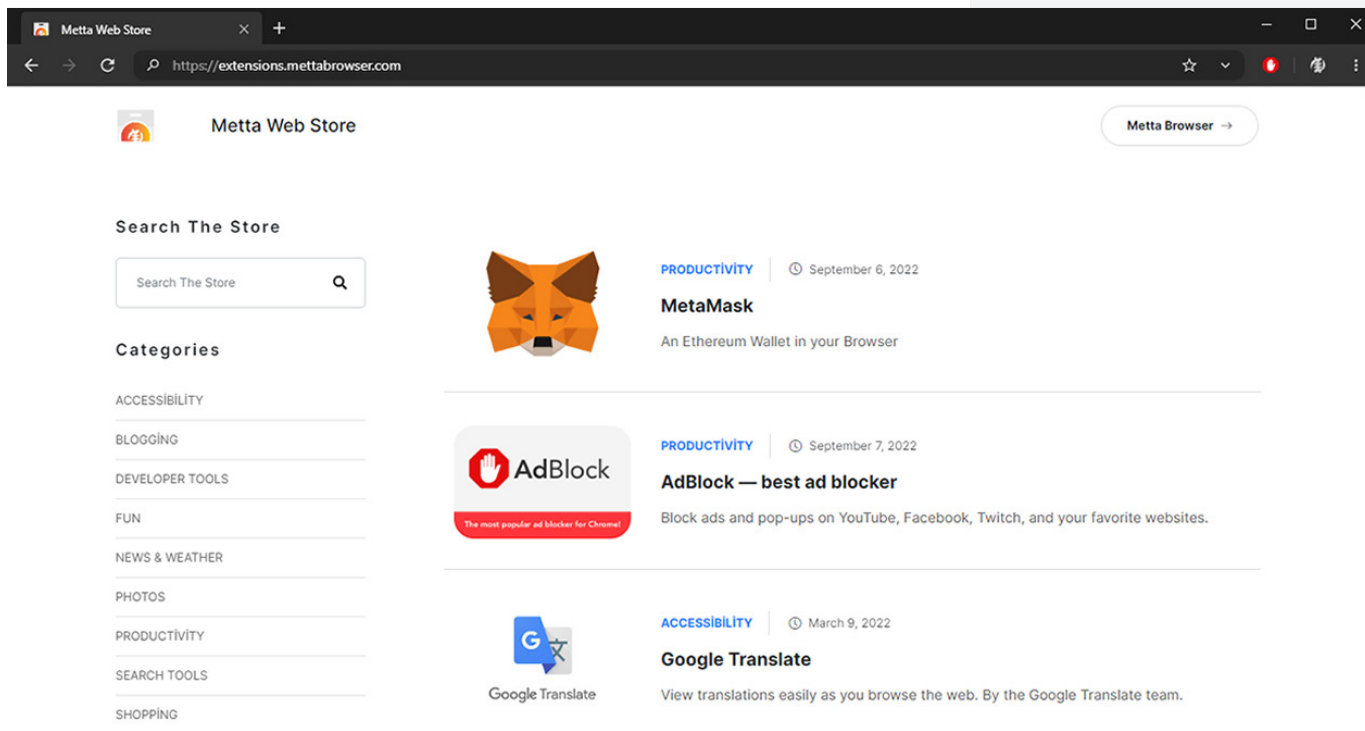 Metta Web Store
https://extensions.mettabrowser.com
Metta Web Store
Metta Browser →
Search The Store
Search The Store
Categories
ACCESSİBİLİTY
BLOGGİNG
DEVELOPER TOOLS
FUN
NEWS & WEATHER
PHOTOS
PRODUCTİVİTY
SEARCH TOOLS
SHOPPİNG
PRODUCTİVİTY September 6, 2022
MetaMask
An Ethereum Wallet in your Browser
AdBlock
The most popular ad blocker for Chrome!
PRODUCTİVİTY September 7, 2022
AdBlock — best ad blocker
Block ads and pop-ups on YouTube, Facebook, Twitch, and your favorite websites.
G
Google Translate
ACCESSİBİLİTY March 9, 2022
Google Translate
View translations easily as you browse the web. By the Google Translate team.